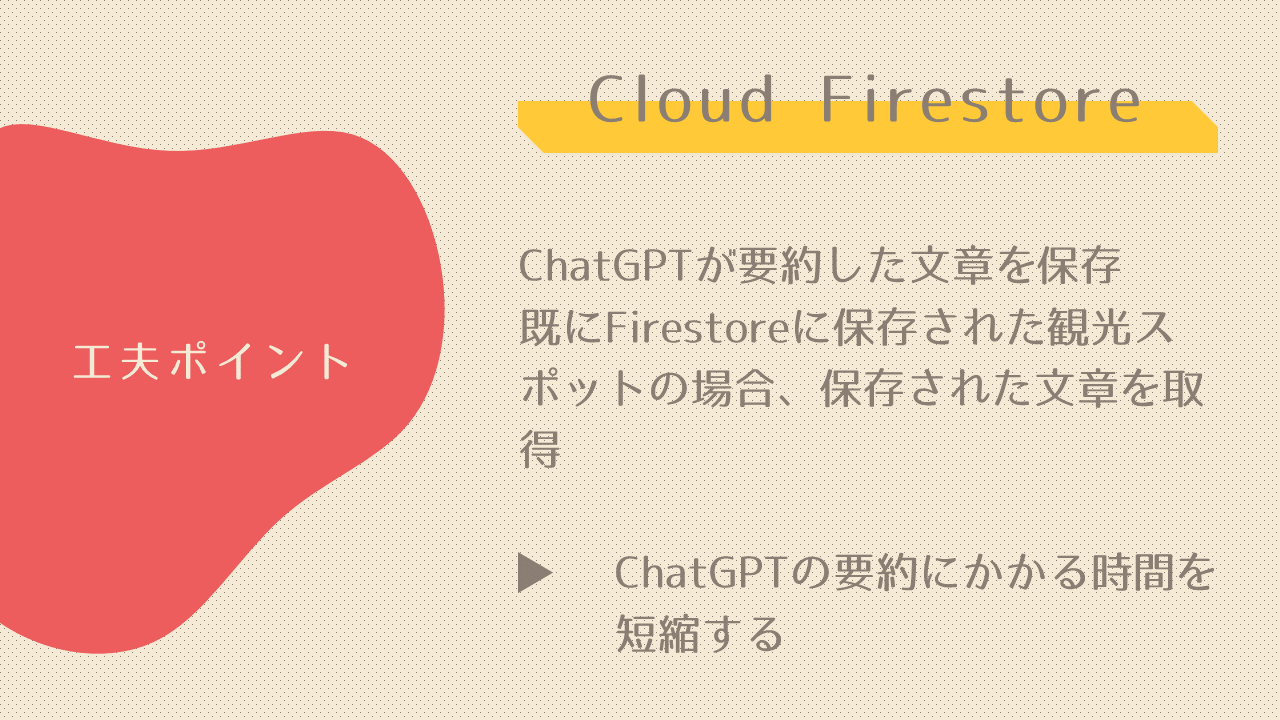 工夫ポイント
Cloud Firestore
ChatGPTが要約した文章を保存
既にFirestoreに保存された観光ス
ポットの場合、保存された文章を取
得
ChatGPTの要約にかかる時間を
短縮する